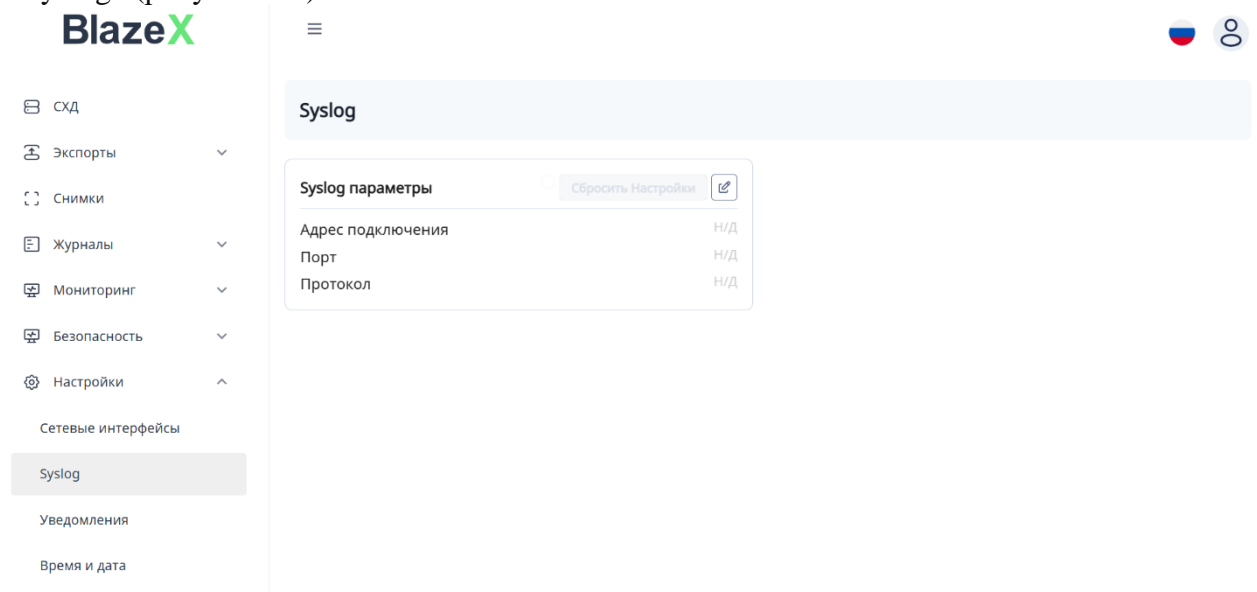 BlazeX
СХД
Экспорты
Снимки
Журналы
Мониторинг
Безопасность
Настройки
Сетевые интерфейсы
Syslog
Уведомления
Время и дата
Syslog
Syslog параметры
Сбросить Настройки
Адрес подключения Н/Д
Порт Н/Д
Протокол Н/Д